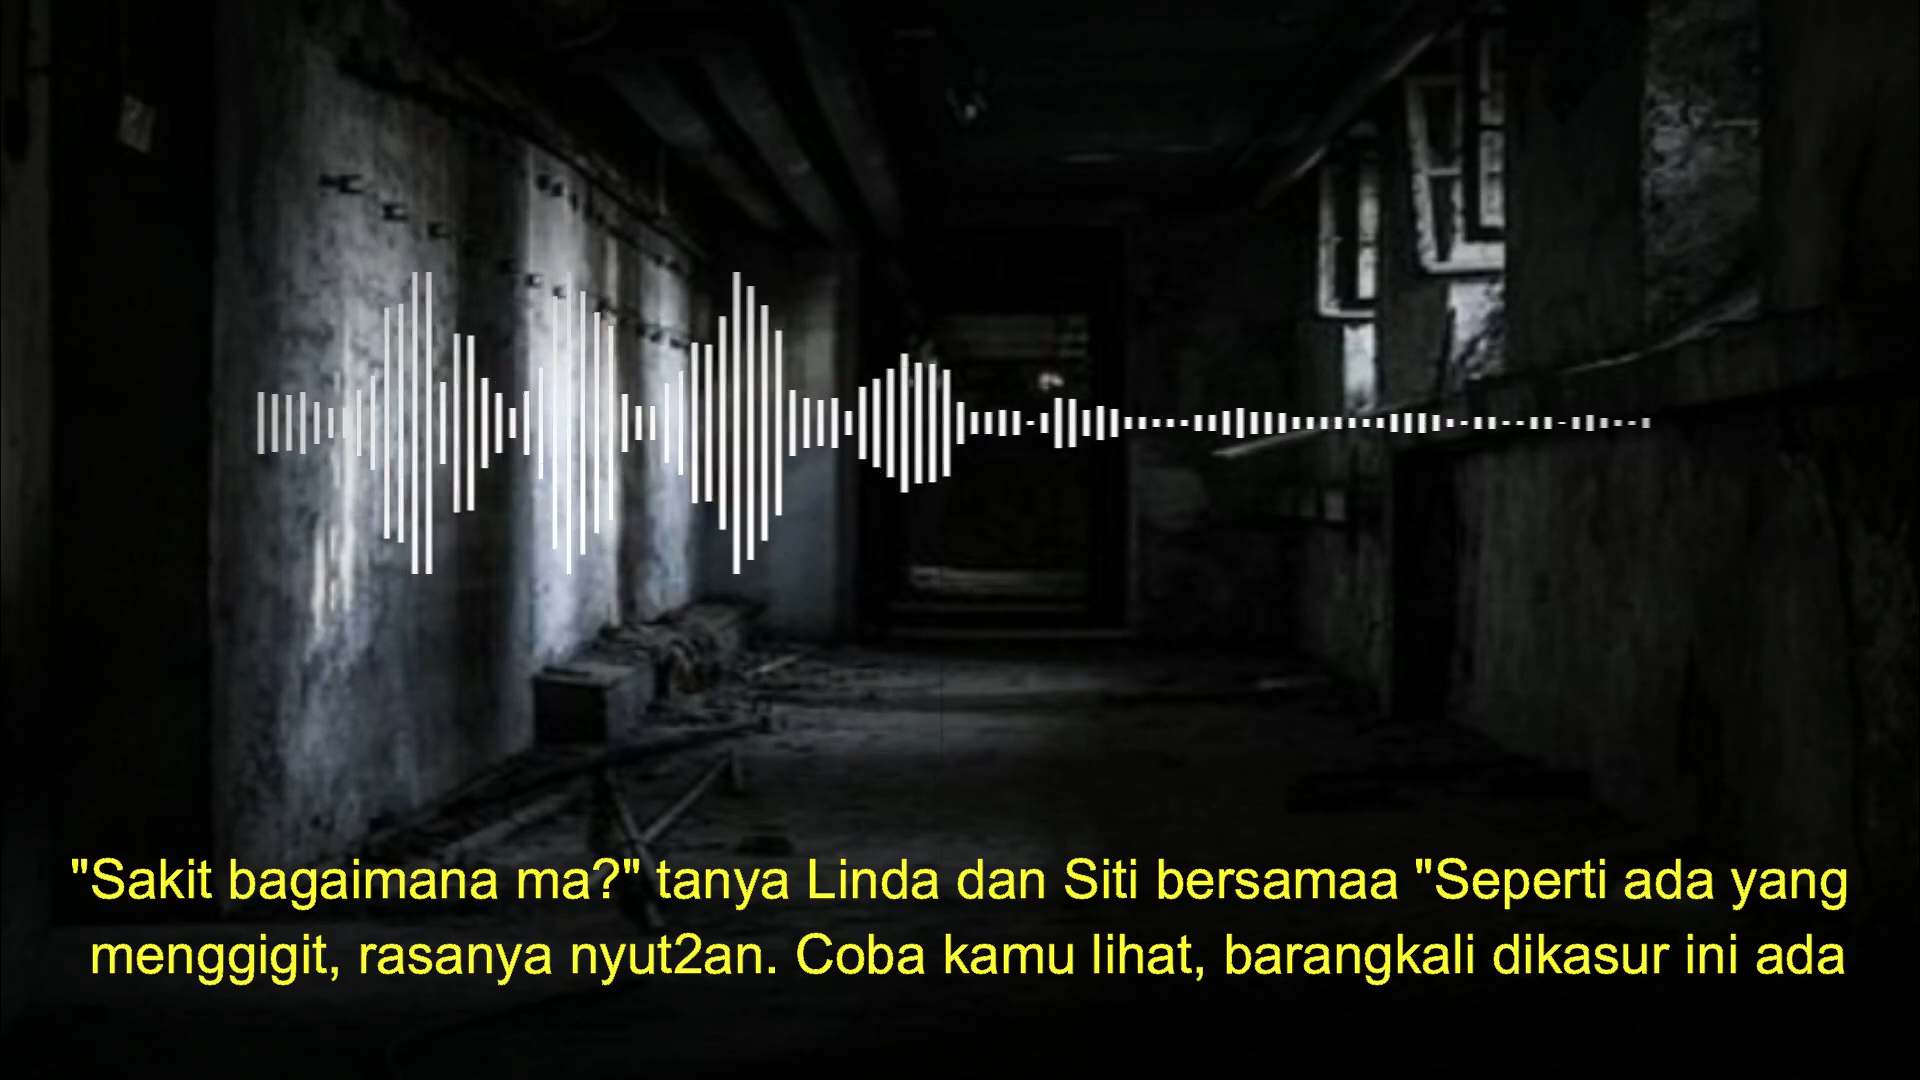 "Sakit bagaimana ma?" tanya Linda dan Siti bersamaa "Seperti ada yang
menggigit, rasanya nyut2an. Coba kamu lihat, barangkali dikasur ini ada